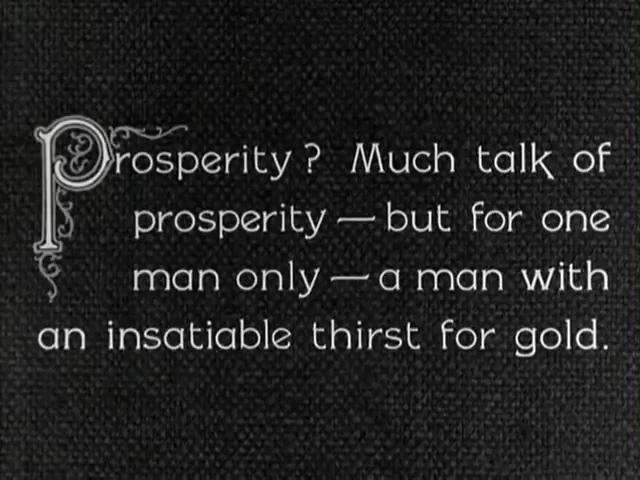 Prosperity? Much talk of
prosperity — but for one
man only — a man with
an insatiable thirst for gold.